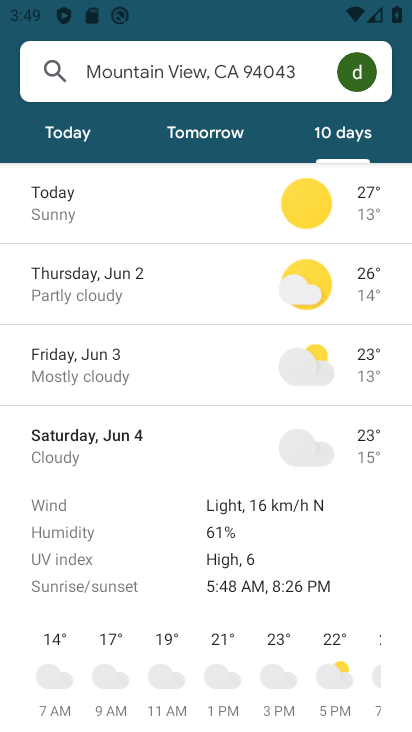 3:49
Mountain View, CA 94043
d
Today Tomorrow 10 days
Today
Sunny
27°
13°
Thursday, Jun 2
Partly cloudy
26°
14°
Friday, Jun 3
Mostly cloudy
23°
13°
Saturday, Jun 4
Cloudy
23°
15°
Wind Light, 16 km/h N
Humidity 61%
UV index High, 6
Sunrise/sunset 5:48 AM, 8:26 PM
14° 17° 19° 21° 23° 22°
7 AM 9 AM 11 AM 1 PM 3 PM 5 PM 7